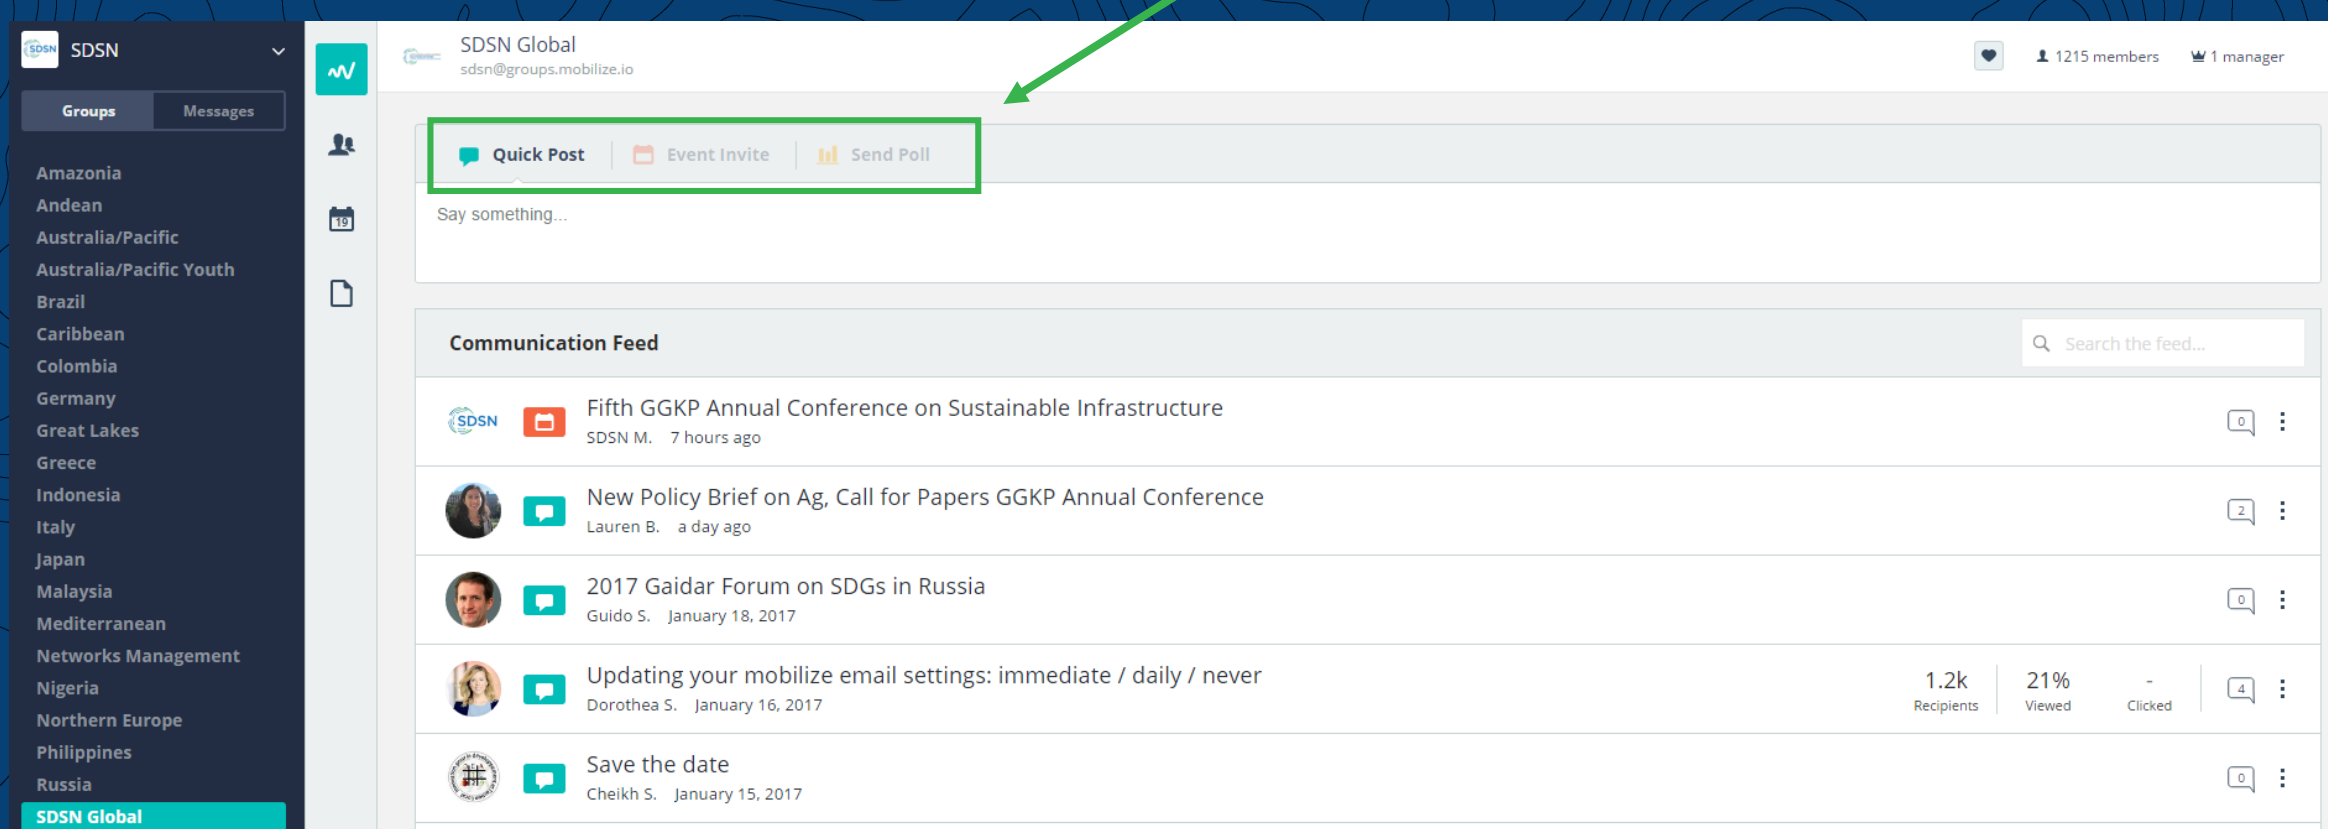 SDSN SDSN
Groups Messages
Amazonia
Andean
Australia/Pacific
Australia/Pacific Youth
Brazil
Caribbean
Colombia
Germany
Great Lakes
Greece
Indonesia
Italy
Japan
Malaysia
Mediterranean
Networks Management
Nigeria
Northern Europe
Philippines
Russia
SDSN Global
19
SDSN Global
sdsn@groups.mobilize.io
1215 members 1 manager
Quick Post Event Invite Send Poll
Say something...
Communication Feed Search the feed...
SDSN
Fifth GGKP Annual Conference on Sustainable Infrastructure
SDSN M. 7 hours ago
0
New Policy Brief on Ag, Call for Papers GGKP Annual Conference
Lauren B. a day ago
2
2017 Gaidar Forum on SDGs in Russia
Guido S. January 18, 2017
0
Updating your mobilize email settings: immediate / daily / never
Dorothea S. January 16, 2017
1.2k 21% -
Recipients Viewed Clicked
4
Save the date
Cheikh S. January 15, 2017
0